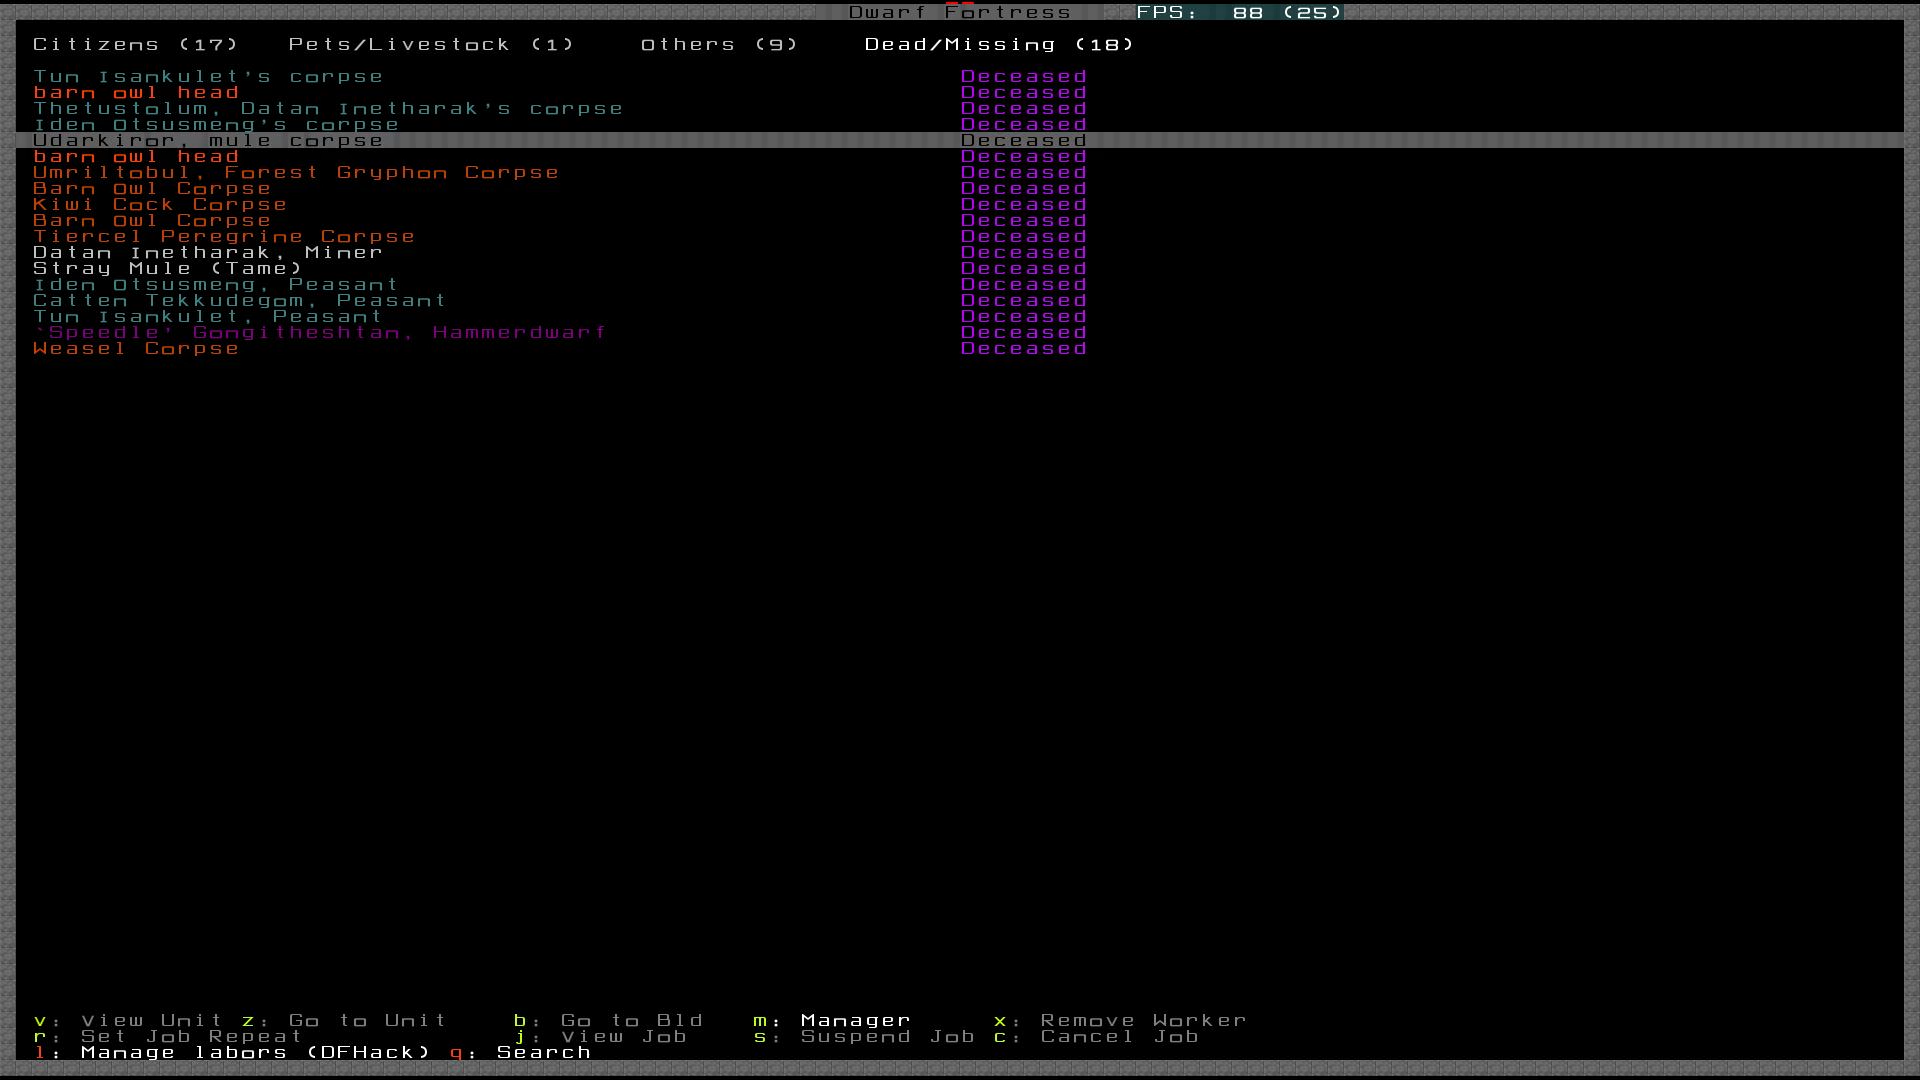 Dwarf Fortress FPS: 88 (25)
Citizens (17) Pets/Livestock (1) Others (9) Dead/Missing (18)
Tun Isankulet's corpse Deceased
barn owl head Deceased
Thetustolum, Datan Inetharak's corpse Deceased
Iden Otsusmeng's corpse Deceased
Udarkiror, mule corpse Deceased
barn owl head Deceased
Umriltobul, Forest Gryphon Corpse Deceased
Barn Owl Corpse Deceased
Kiwi Cock Corpse Deceased
Barn Owl Corpse Deceased
Tiercel Peregrine Corpse Deceased
Datan Inetharak, Miner Deceased
Stray Mule (Tame) Deceased
Iden Otsusmeng, Peasant Deceased
Catten Tekkudegom, Peasant Deceased
Tun Isankulet, Peasant Deceased
`Speedle' Gongitheshtan, Hammerdwarf Deceased
Weasel Corpse Deceased
v: View Unit z: Go to Unit b: Go to Bld m: Manager x: Remove Worker
r: Set Job Repeat j: View Job s: Suspend Job c: Cancel Job
l: Manage labors (DFHack) q: Search